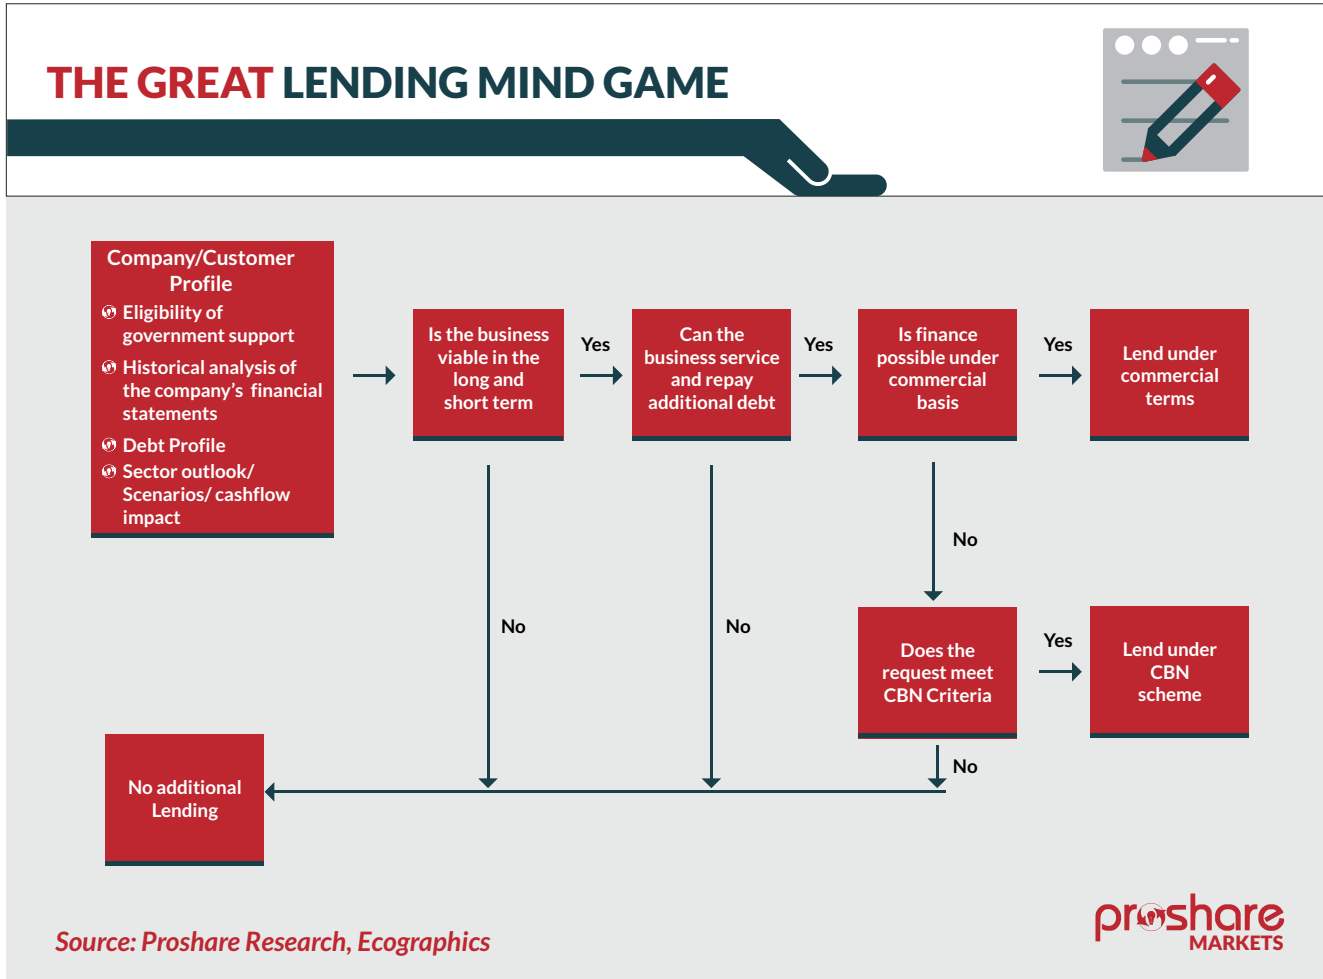 THE GREAT LENDING MIND GAME
Company/Customer
Profile
Eligibility of
government support
Historical analysis of
the company's financial
statements
Debt Profile
Sector outlook/
Scenarios/ cashflow
impact
Is the business
viable in the
long and
short term
Yes
Can the
business service
and repay
additional debt
Yes
Is finance
possible under
commercial
basis
Yes
Lend under
commercial
terms
No
No
No
Does the
request meet
CBN Criteria
Yes
Lend under
CBN
scheme
No
No additional
Lending
Source: Proshare Research, Ecographics
proshare
MARKETS